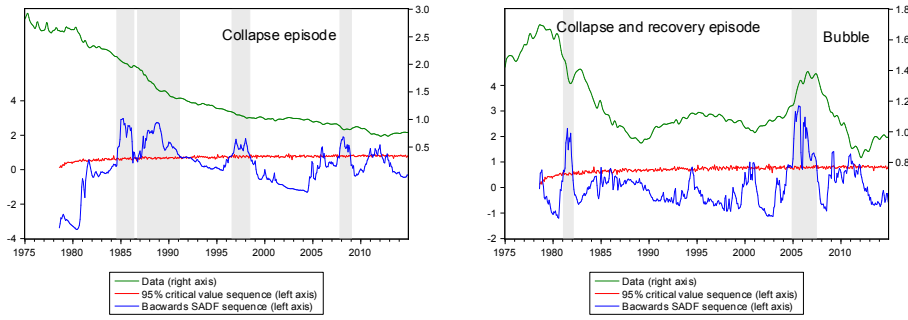 3.0
Collapse episode
2.5
2.0
1.5
4
1.0
2
0.5
0
-2
-4
1975 1980 1985 1990 1995 2000 2005 2010
Data (right axis)
95% critical value sequence (left axis)
Bacwards SADF sequence (left axis)
1.8
Collapse and recovery episode
Bubble
1.6
1.4
1.2
4
1.0
3
0.8
2
1
0
-1
-2
1975 1980 1985 1990 1995 2000 2005 2010
Data (right axis)
95% critical value sequence (left axis)
Bacwards SADF sequence (left axis)